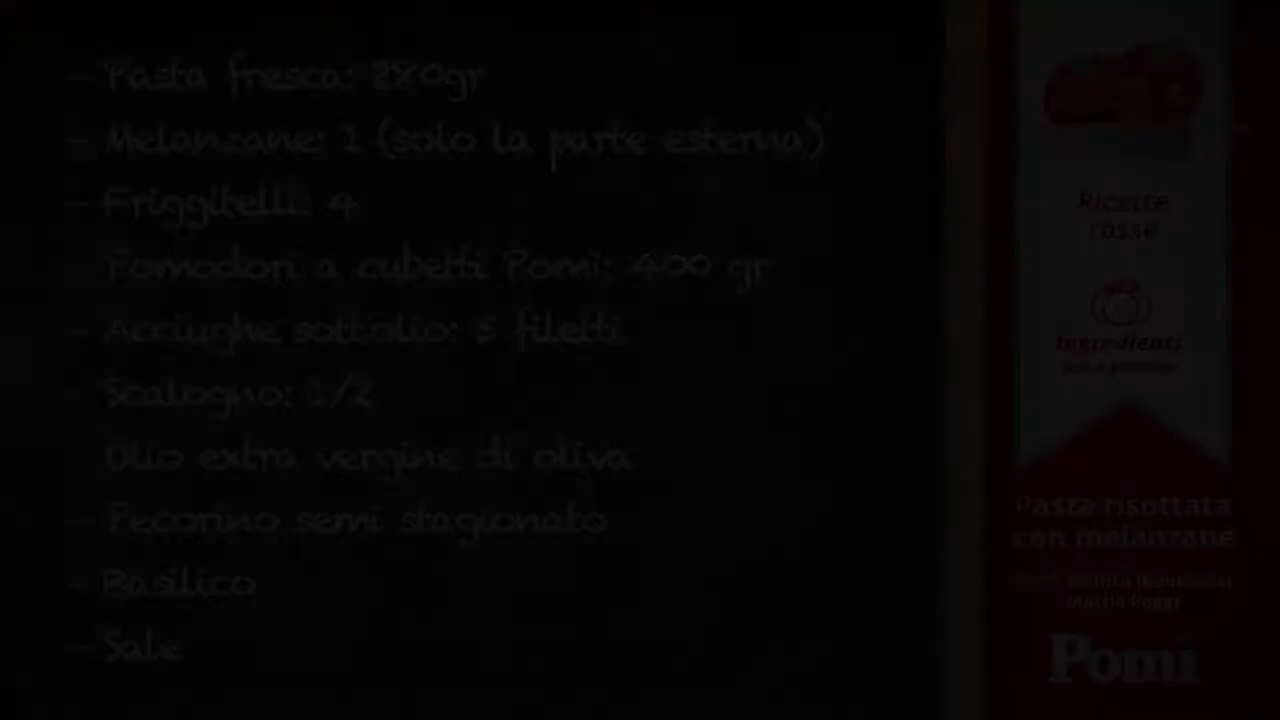 - Pasta fresca: 280gr
- Melanzane: 1 (solo la parte esterna)
- Friggitelli: 4
- Pomodori a cubetti Pomì: 400 gr
- Acciughe sottolio: 5 filetti
- Scalogno: 1/2
- Olio extra vergine di oliva
- Pecorino semi stagionato
- Basilico
- Sale
Ricette
rosse
Ingredienti
Pasta risottata
con melanzane
Pomì